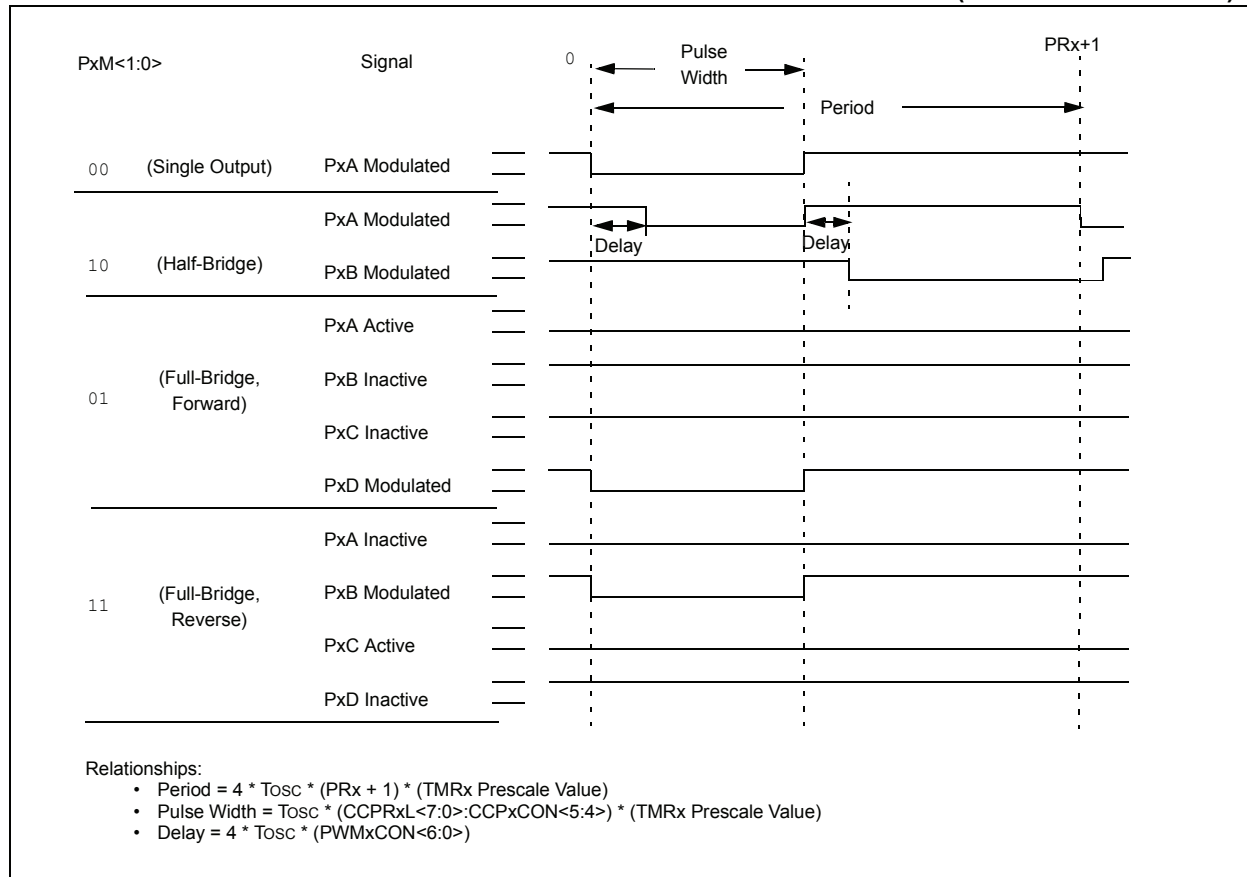 PxM<1:0>
Signal
0
Pulse
Width
PRx+1
Period
00
(Single Output)
PxA Modulated
PxA Modulated
Delay
Delay
10
(Half-Bridge)
PxB Modulated
PxA Active
01
(Full-Bridge,
Forward)
PxB Inactive
PxC Inactive
PxD Modulated
PxA Inactive
11
(Full-Bridge,
Reverse)
PxB Modulated
PxC Active
PxD Inactive
Relationships:
• Period = 4 * TOSC * (PRx + 1) * (TMRx Prescale Value)
• Pulse Width = TOSC * (CCPRxL<7:0>:CCPxCON<5:4>) * (TMRx Prescale Value)
• Delay = 4 * TOSC * (PWMxCON<6:0>)